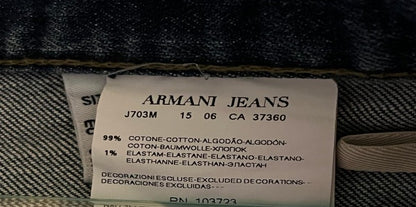 ARMANI JEANS
J703M 15 06 CA 37360
99% COTONE-COTTON-ALGODÃO-ALGODÓN-
COTON-BAUMWOLLE-ХЛОПОК
1% ELASTAM-ELASTANE-ELASTANO-ELASTANO-
ELASTHANNE-ELASTHAN-ЭЛАСТАН
DECORAZIONI ESCLUSE-EXCLUDED DECORATIONS-
DECORACIONES EXCLUIDAS
RN 103723